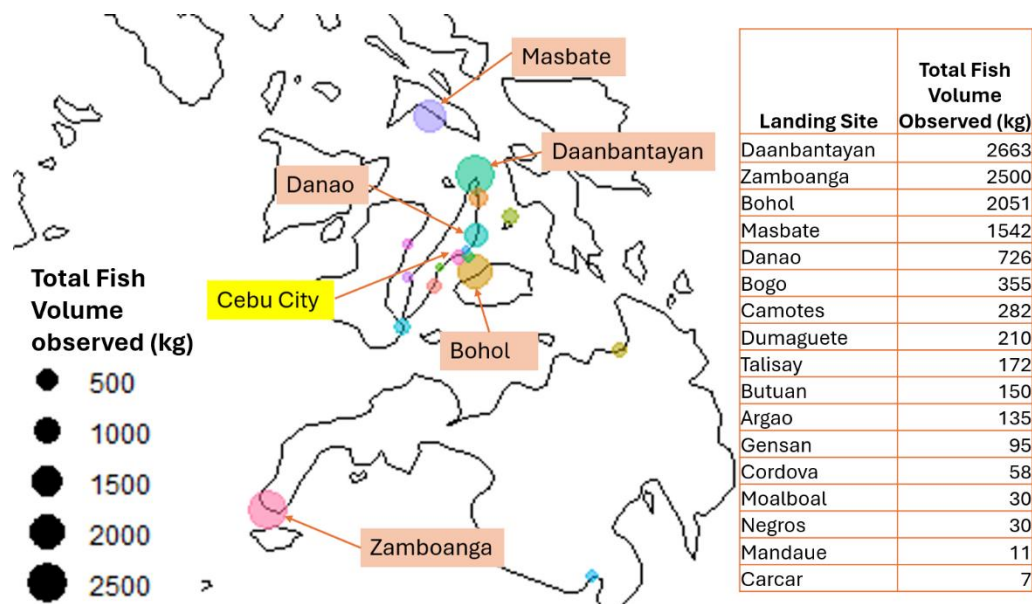 Masbate
Daanbantayan
Danao
Cebu City
Bohol
Zamboanga
Total Fish
Volume
observed (kg)
500
1000
1500
2000
2500
Landing Site Total Fish Volume Observed (kg)
Daanbantayan 2663
Zamboanga 2500
Bohol 2051
Masbate 1542
Danao 726
Bogo 355
Camotes 282
Dumaguete 210
Talisay 172
Butuan 150
Argao 135
Gensan 95
Cordova 58
Moalboal 30
Negros 30
Mandaue 11
Carcar 7